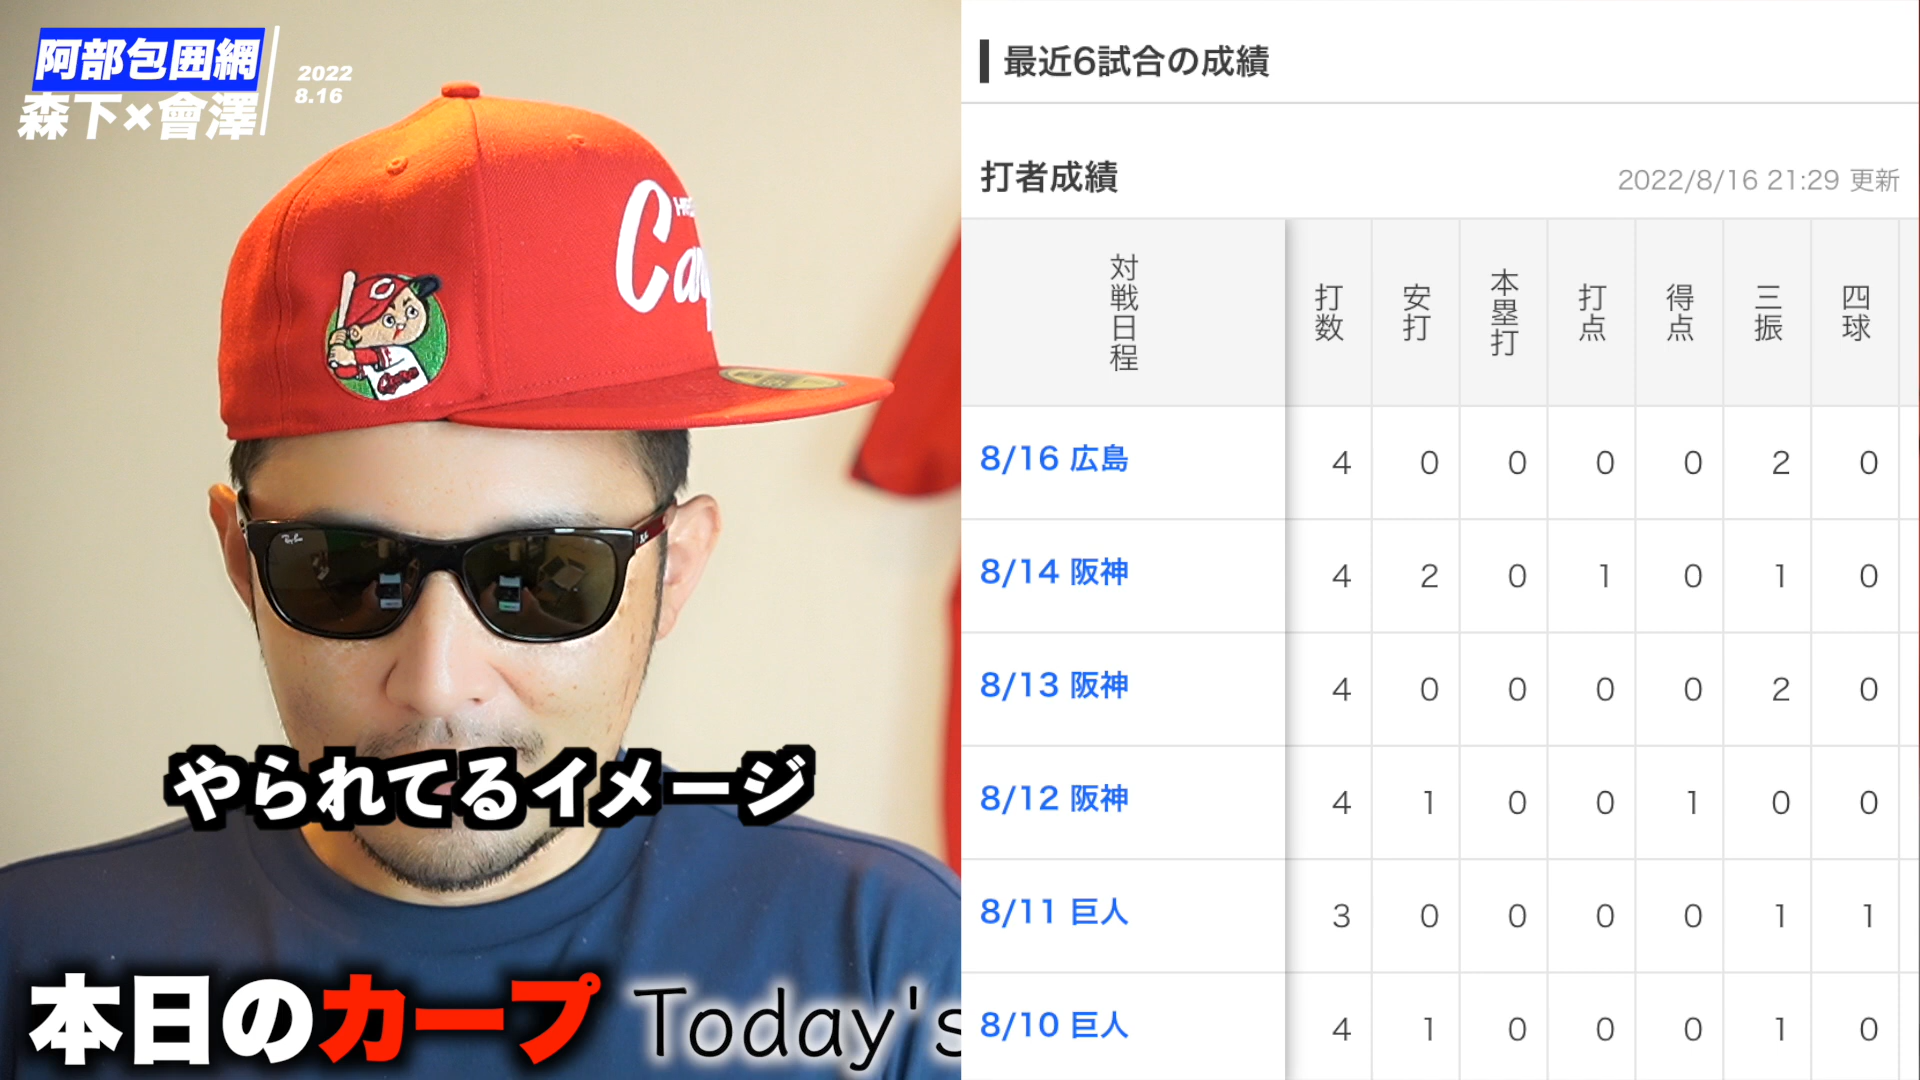 阿部包囲網
森下×會澤
2022
8.16
Ray-Ban
やられてるイメージ
本日のカープ Today's
最近6試合の成績
打者成績
2022/8/16 21:29 更新
対戦日程 打数 安打 本塁打 打点 得点 三振 四球
8/16 広島 4 0 0 0 0 2 0
8/14 阪神 4 2 0 1 0 1 0
8/13 阪神 4 0 0 0 0 2 0
8/12 阪神 4 1 0 0 1 0 0
8/11 巨人 3 0 0 0 0 1 1
8/10 巨人 4 1 0 0 0 1 0